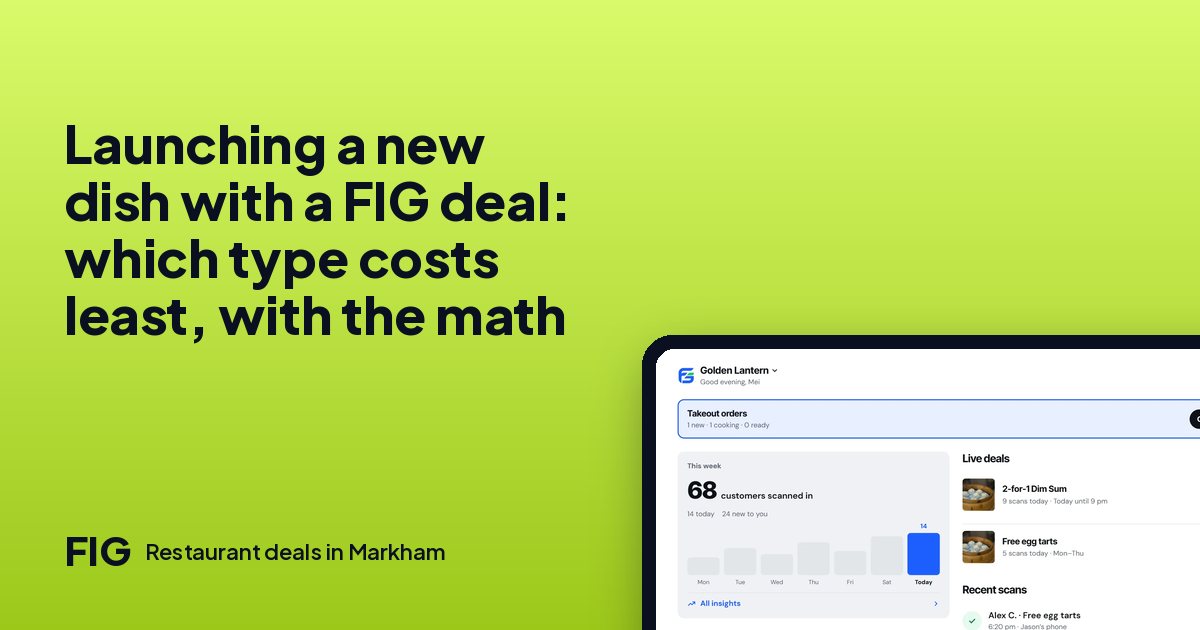 Launching a new
dish with a FIG deal:
which type costs
least, with the math
FIG Restaurant deals in Markham
Golden Lantern
Good evening, Mei
Takeout orders
1 new · 1 cooking · 0 ready
This week
68 customers scanned in
14 today 24 new to you
14
Mon Tue Wed Thu Fri Sat Today
All insights
Live deals
2-for-1 Dim Sum
9 scans today · Today until 9 pm
Free egg tarts
5 scans today · Mon–Thu
Recent scans
Alex C. · Free egg tarts
6:20 pm · Jason's phone